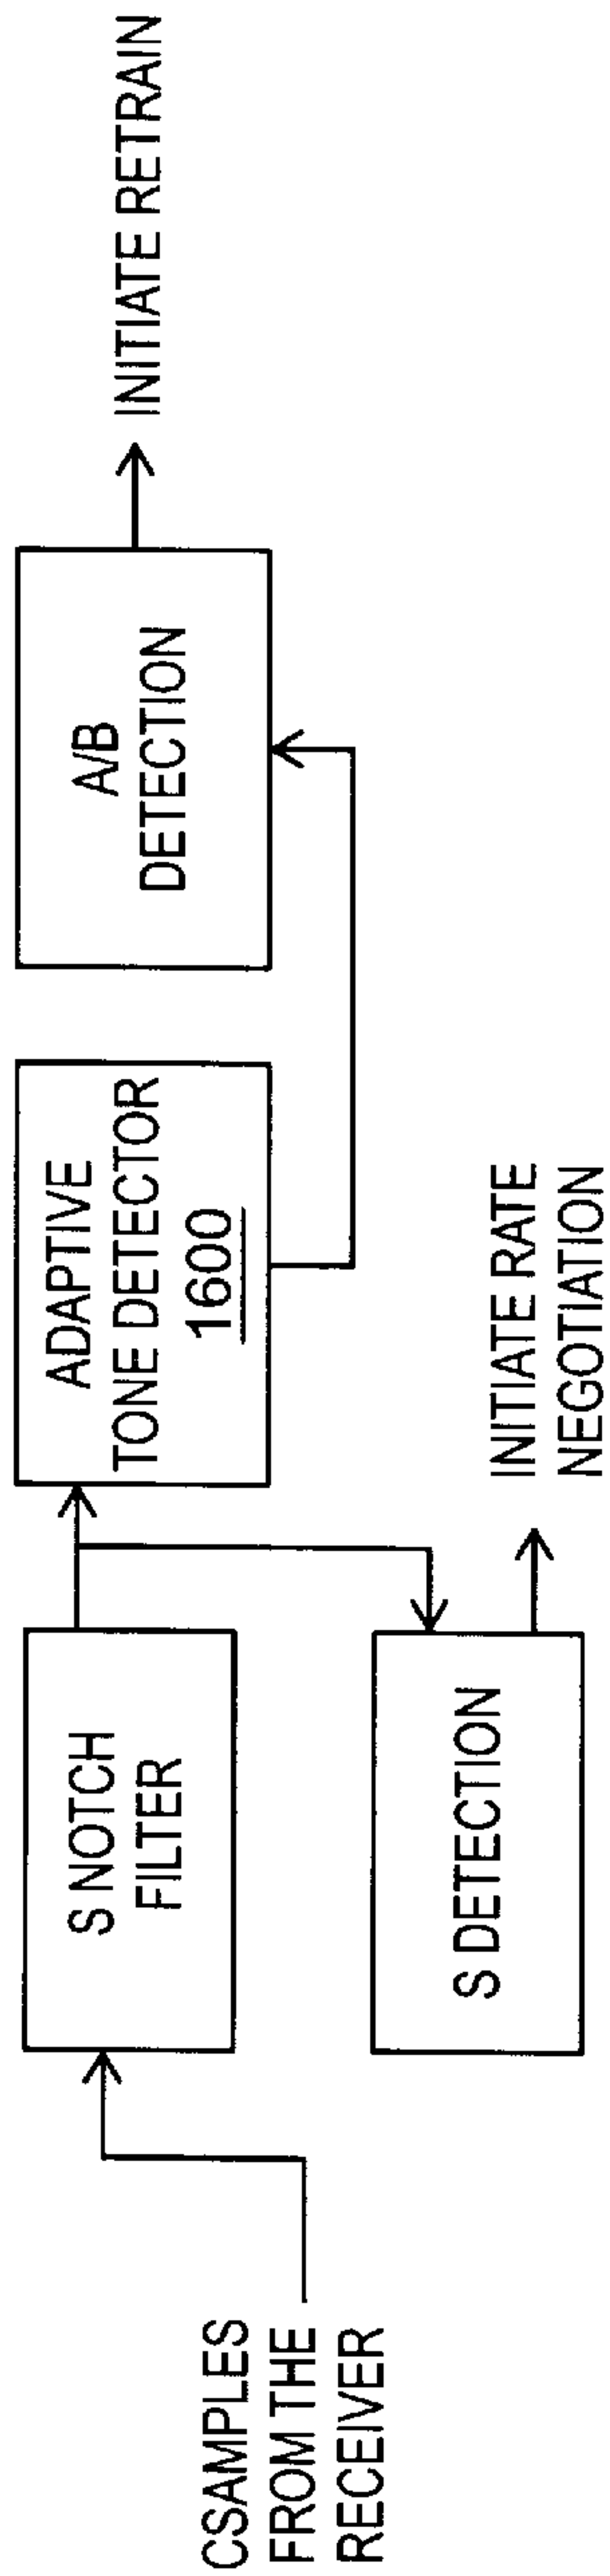 CSAMPLES
FROM THE
RECEIVER
S NOTCH
FILTER
S DETECTION
INITIATE RATE
NEGOTIATION
ADAPTIVE
TONE DETECTOR
1600
A/B
DETECTION
INITIATE RETRAIN